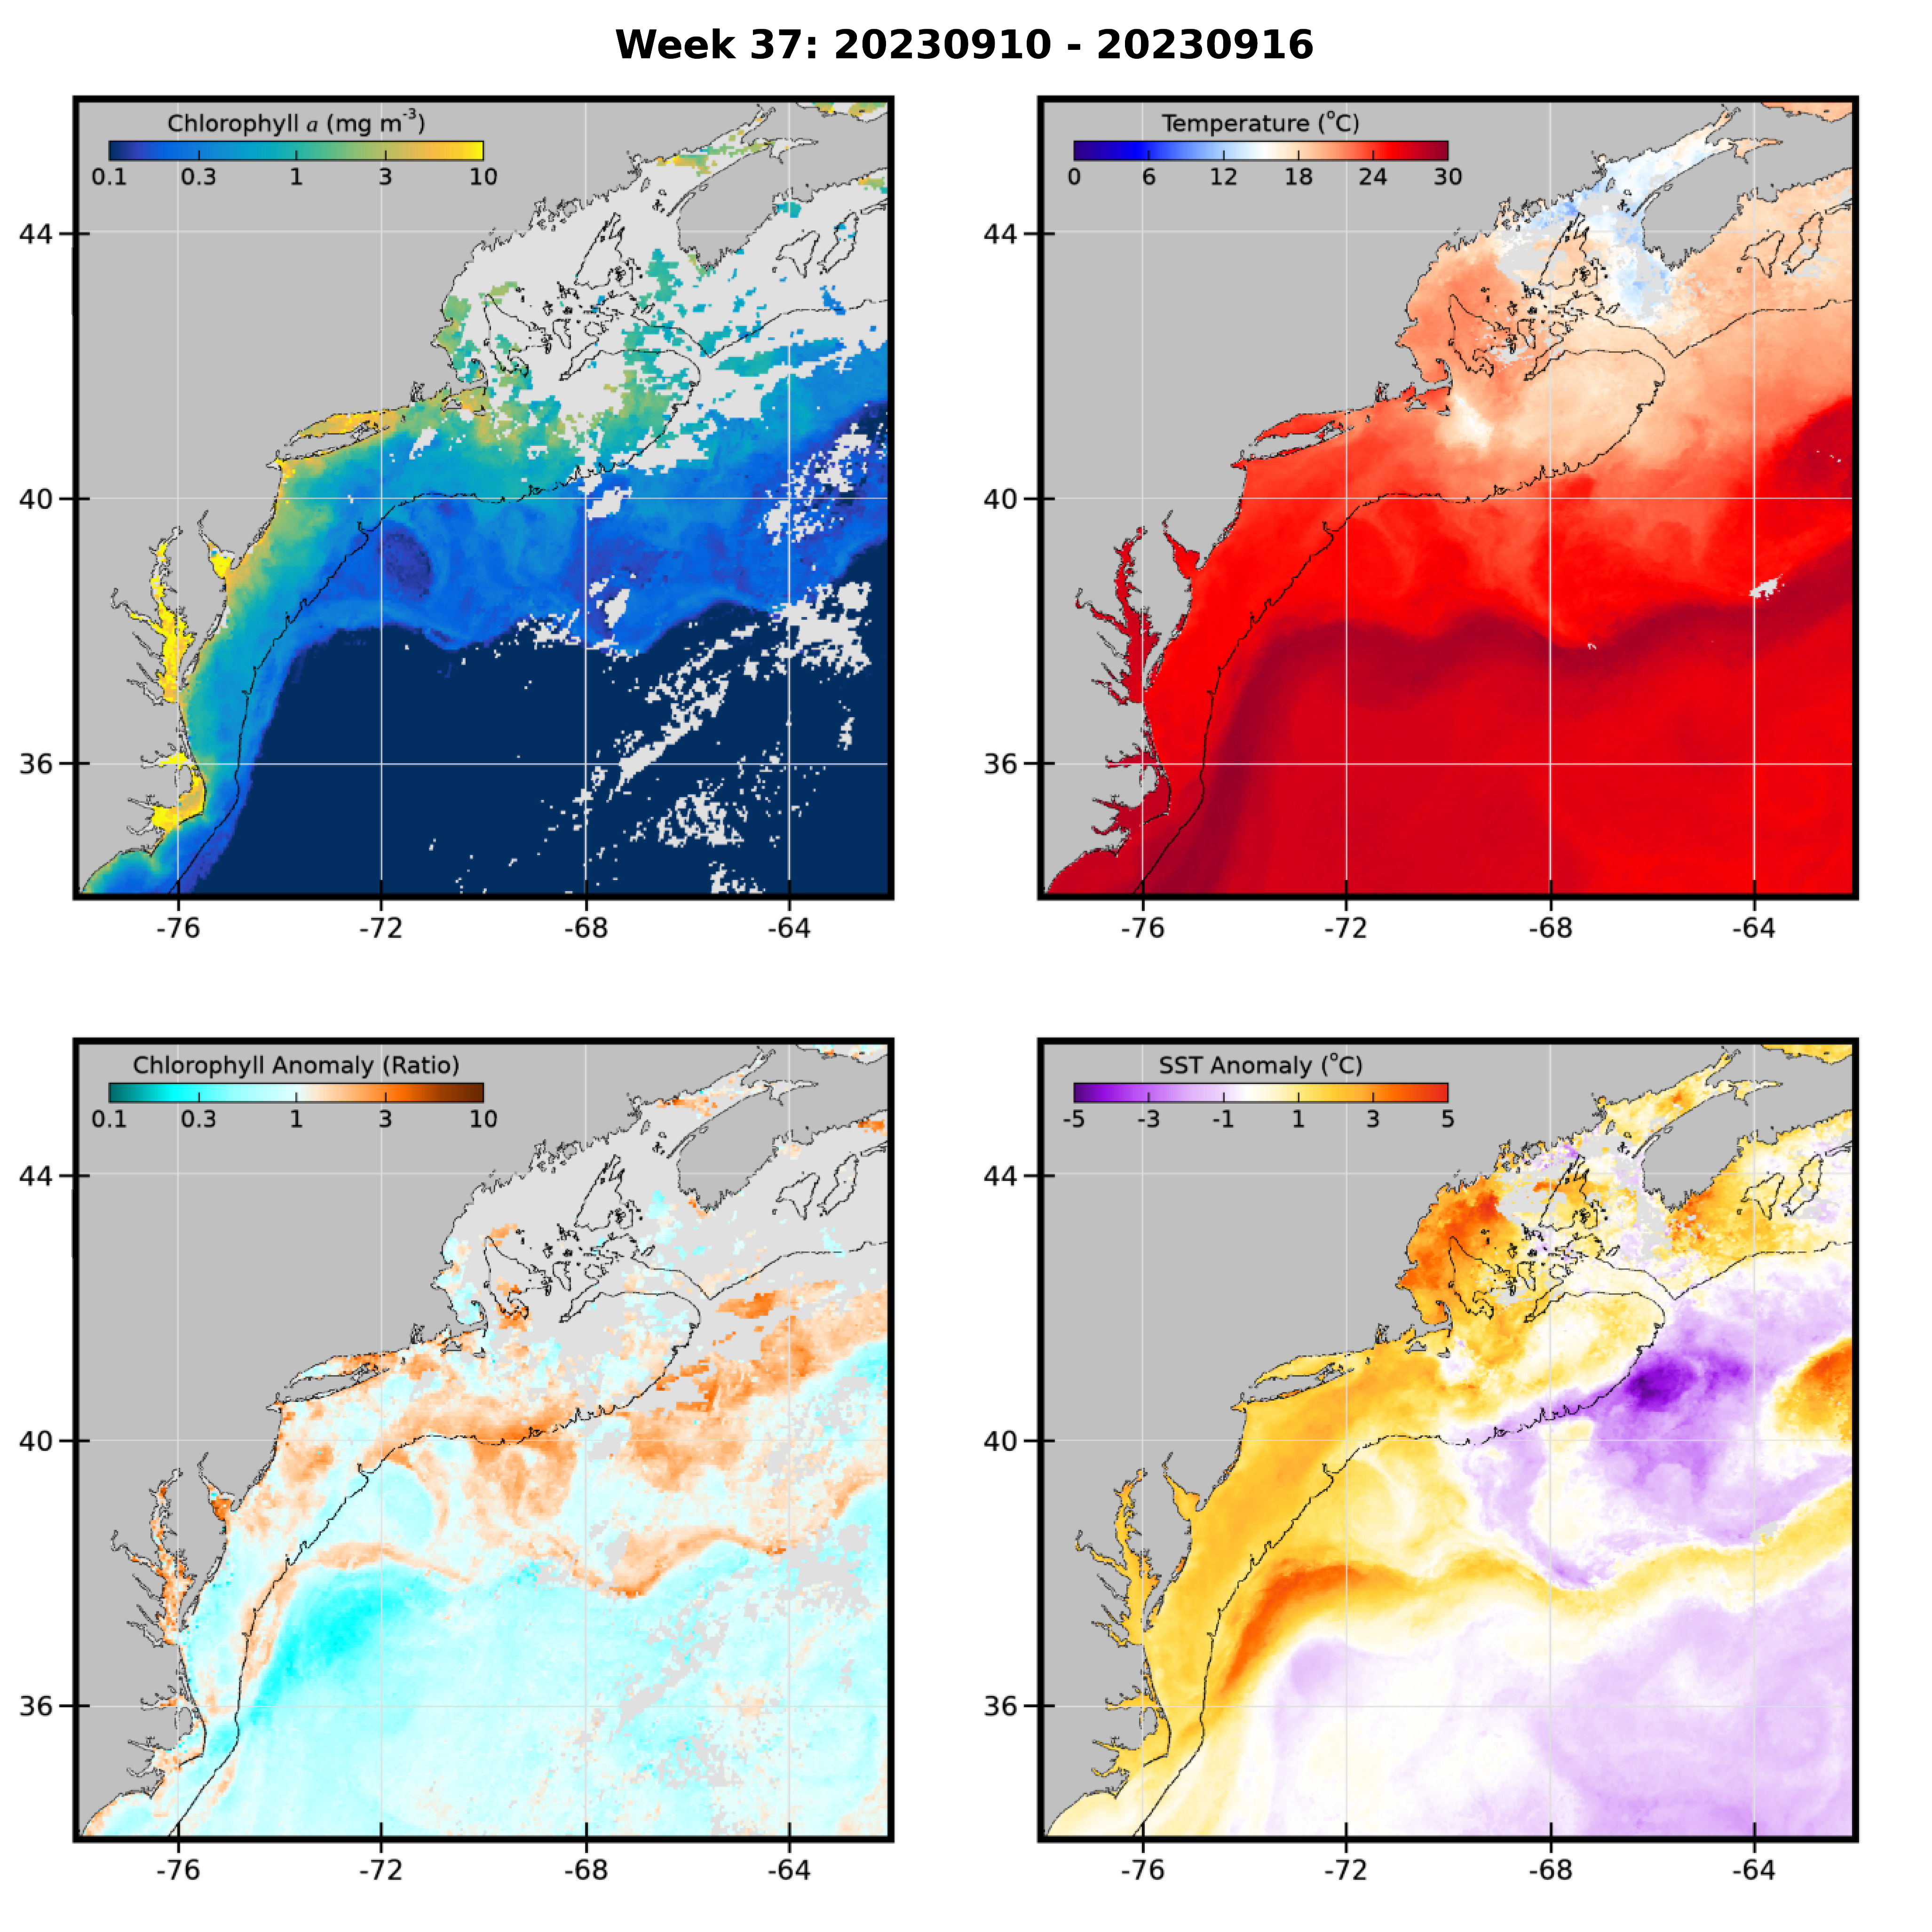 Week 37: 20230910 - 20230916
Chlorophyll a (mg m-3)
0.1 0.3 1 3 10
44
40
36
-76 -72 -68 -64
Temperature (oC)
0 6 12 18 24 30
44
40
36
-76 -72 -68 -64
Chlorophyll Anomaly (Ratio)
0.1 0.3 1 3 10
44
40
36
-76 -72 -68 -64
SST Anomaly (oC)
-5 -3 -1 1 3 5
44
40
36
-76 -72 -68 -64